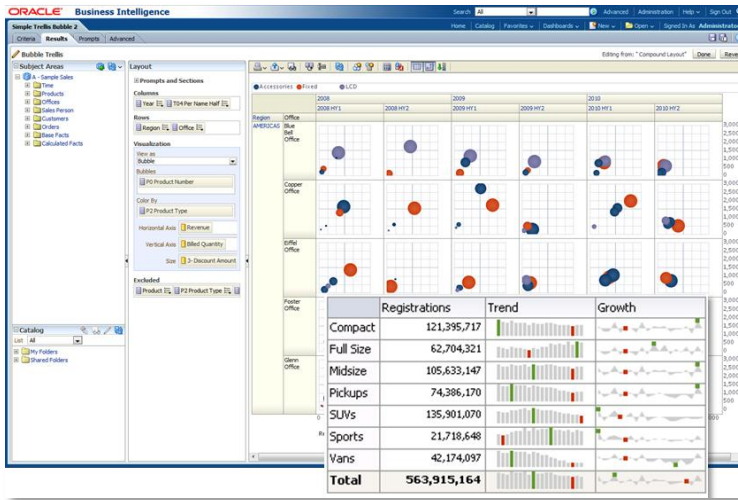 ORACLE Business Intelligence
Search All Advanced Administration Help Sign Out
Simple Trellis Bubble 2
Home Catalog Favorites Dashboards New Open Signed In As Administrato
Criteria Results Prompts Advanced
Bubble Trellis
Editing from: "Compound Layout" Done Reve
Subject Areas
A - Sample Sales
Time
Products
Offices
Sales Person
Customers
Orders
Base Facts
Calculated Facts
Catalog
List All
My Folders
Shared Folders
Layout
Prompts and Sections
Columns
Year T04 Per Name Half
Rows
Region Office
Visualization
View as
Bubble
Bubbles
P0 Product Number
Color By
P2 Product Type
Horizontal Axis Revenue
Vertical Axis Billed Quantity
Size 3- Discount Amount
Excluded
Product P2 Product Type
Accessories Fixed LCD
2008 2009 2010
2008 HY1 2008 HY2 2009 HY1 2009 HY2 2010 HY1 2010 HY2
Region Office
AMERICAS Blue Bell Office
Copper Office
Eiffel Office
Foster Office
Glenn Office
Registrations Trend Growth
Compact 121,395,717
Full Size 62,704,321
Midsize 105,633,147
Pickups 74,386,170
SUVs 135,901,070
Sports 21,718,648
Vans 42,174,097
Total 563,915,164